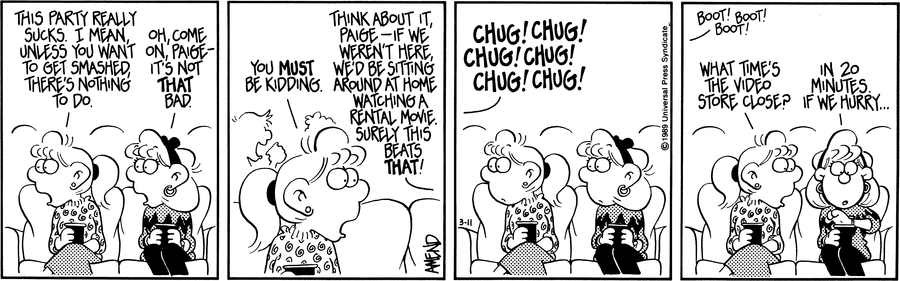 THIS PARTY REALLY
SUCKS. I MEAN,
UNLESS YOU WANT
TO GET SMASHED,
THERE'S NOTHING
TO DO.
OH, COME
ON, PAIGE—
IT'S NOT
THAT
BAD.
YOU MUST
BE KIDDING.
THINK ABOUT IT,
PAIGE—IF WE
WEREN'T HERE,
WE'D BE SITTING
AROUND AT HOME
WATCHING A
RENTAL MOVIE.
SURELY THIS
BEATS
THAT!
AMEND
CHUG! CHUG!
CHUG! CHUG!
CHUG! CHUG!
3-11
©1989 Universal Press Syndicate
BOOT! BOOT!
BOOT!
WHAT TIME'S
THE VIDEO
STORE CLOSE?
IN 20
MINUTES.
IF WE HURRY...